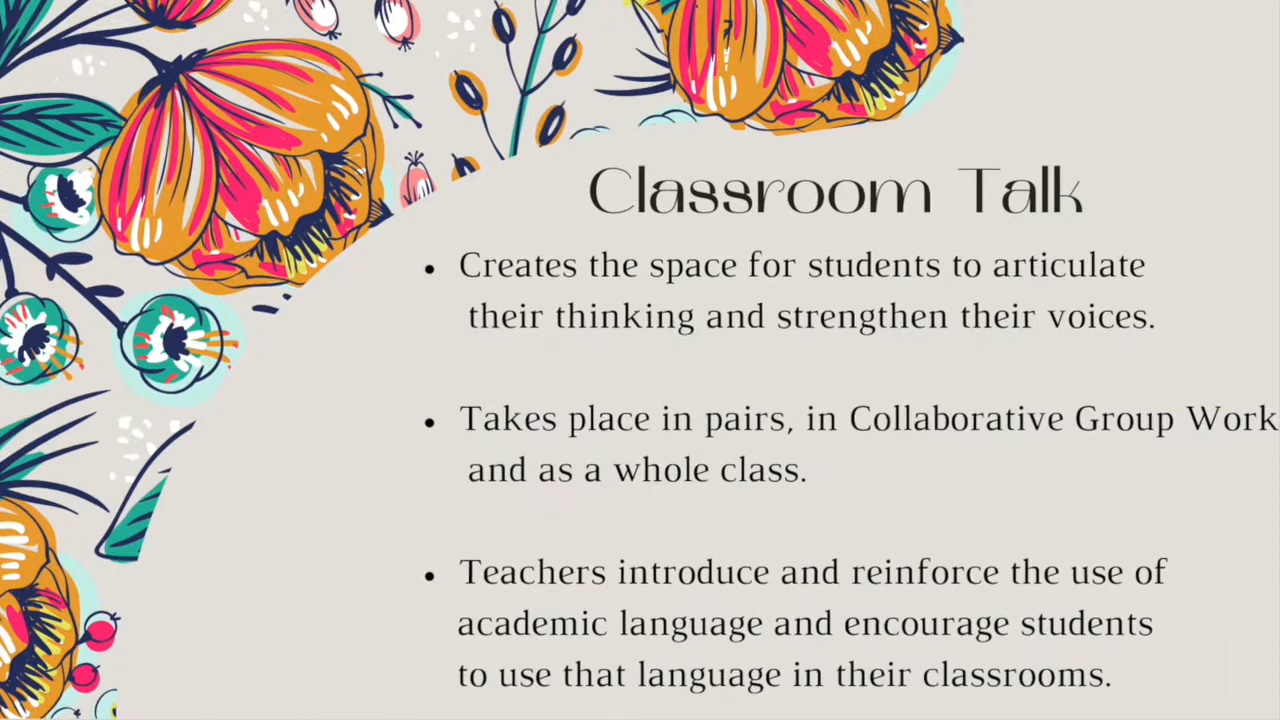 Classroom Talk
• Creates the space for students to articulate
their thinking and strengthen their voices.
• Takes place in pairs, in Collaborative Group Work
and as a whole class.
• Teachers introduce and reinforce the use of
academic language and encourage students
to use that language in their classrooms.